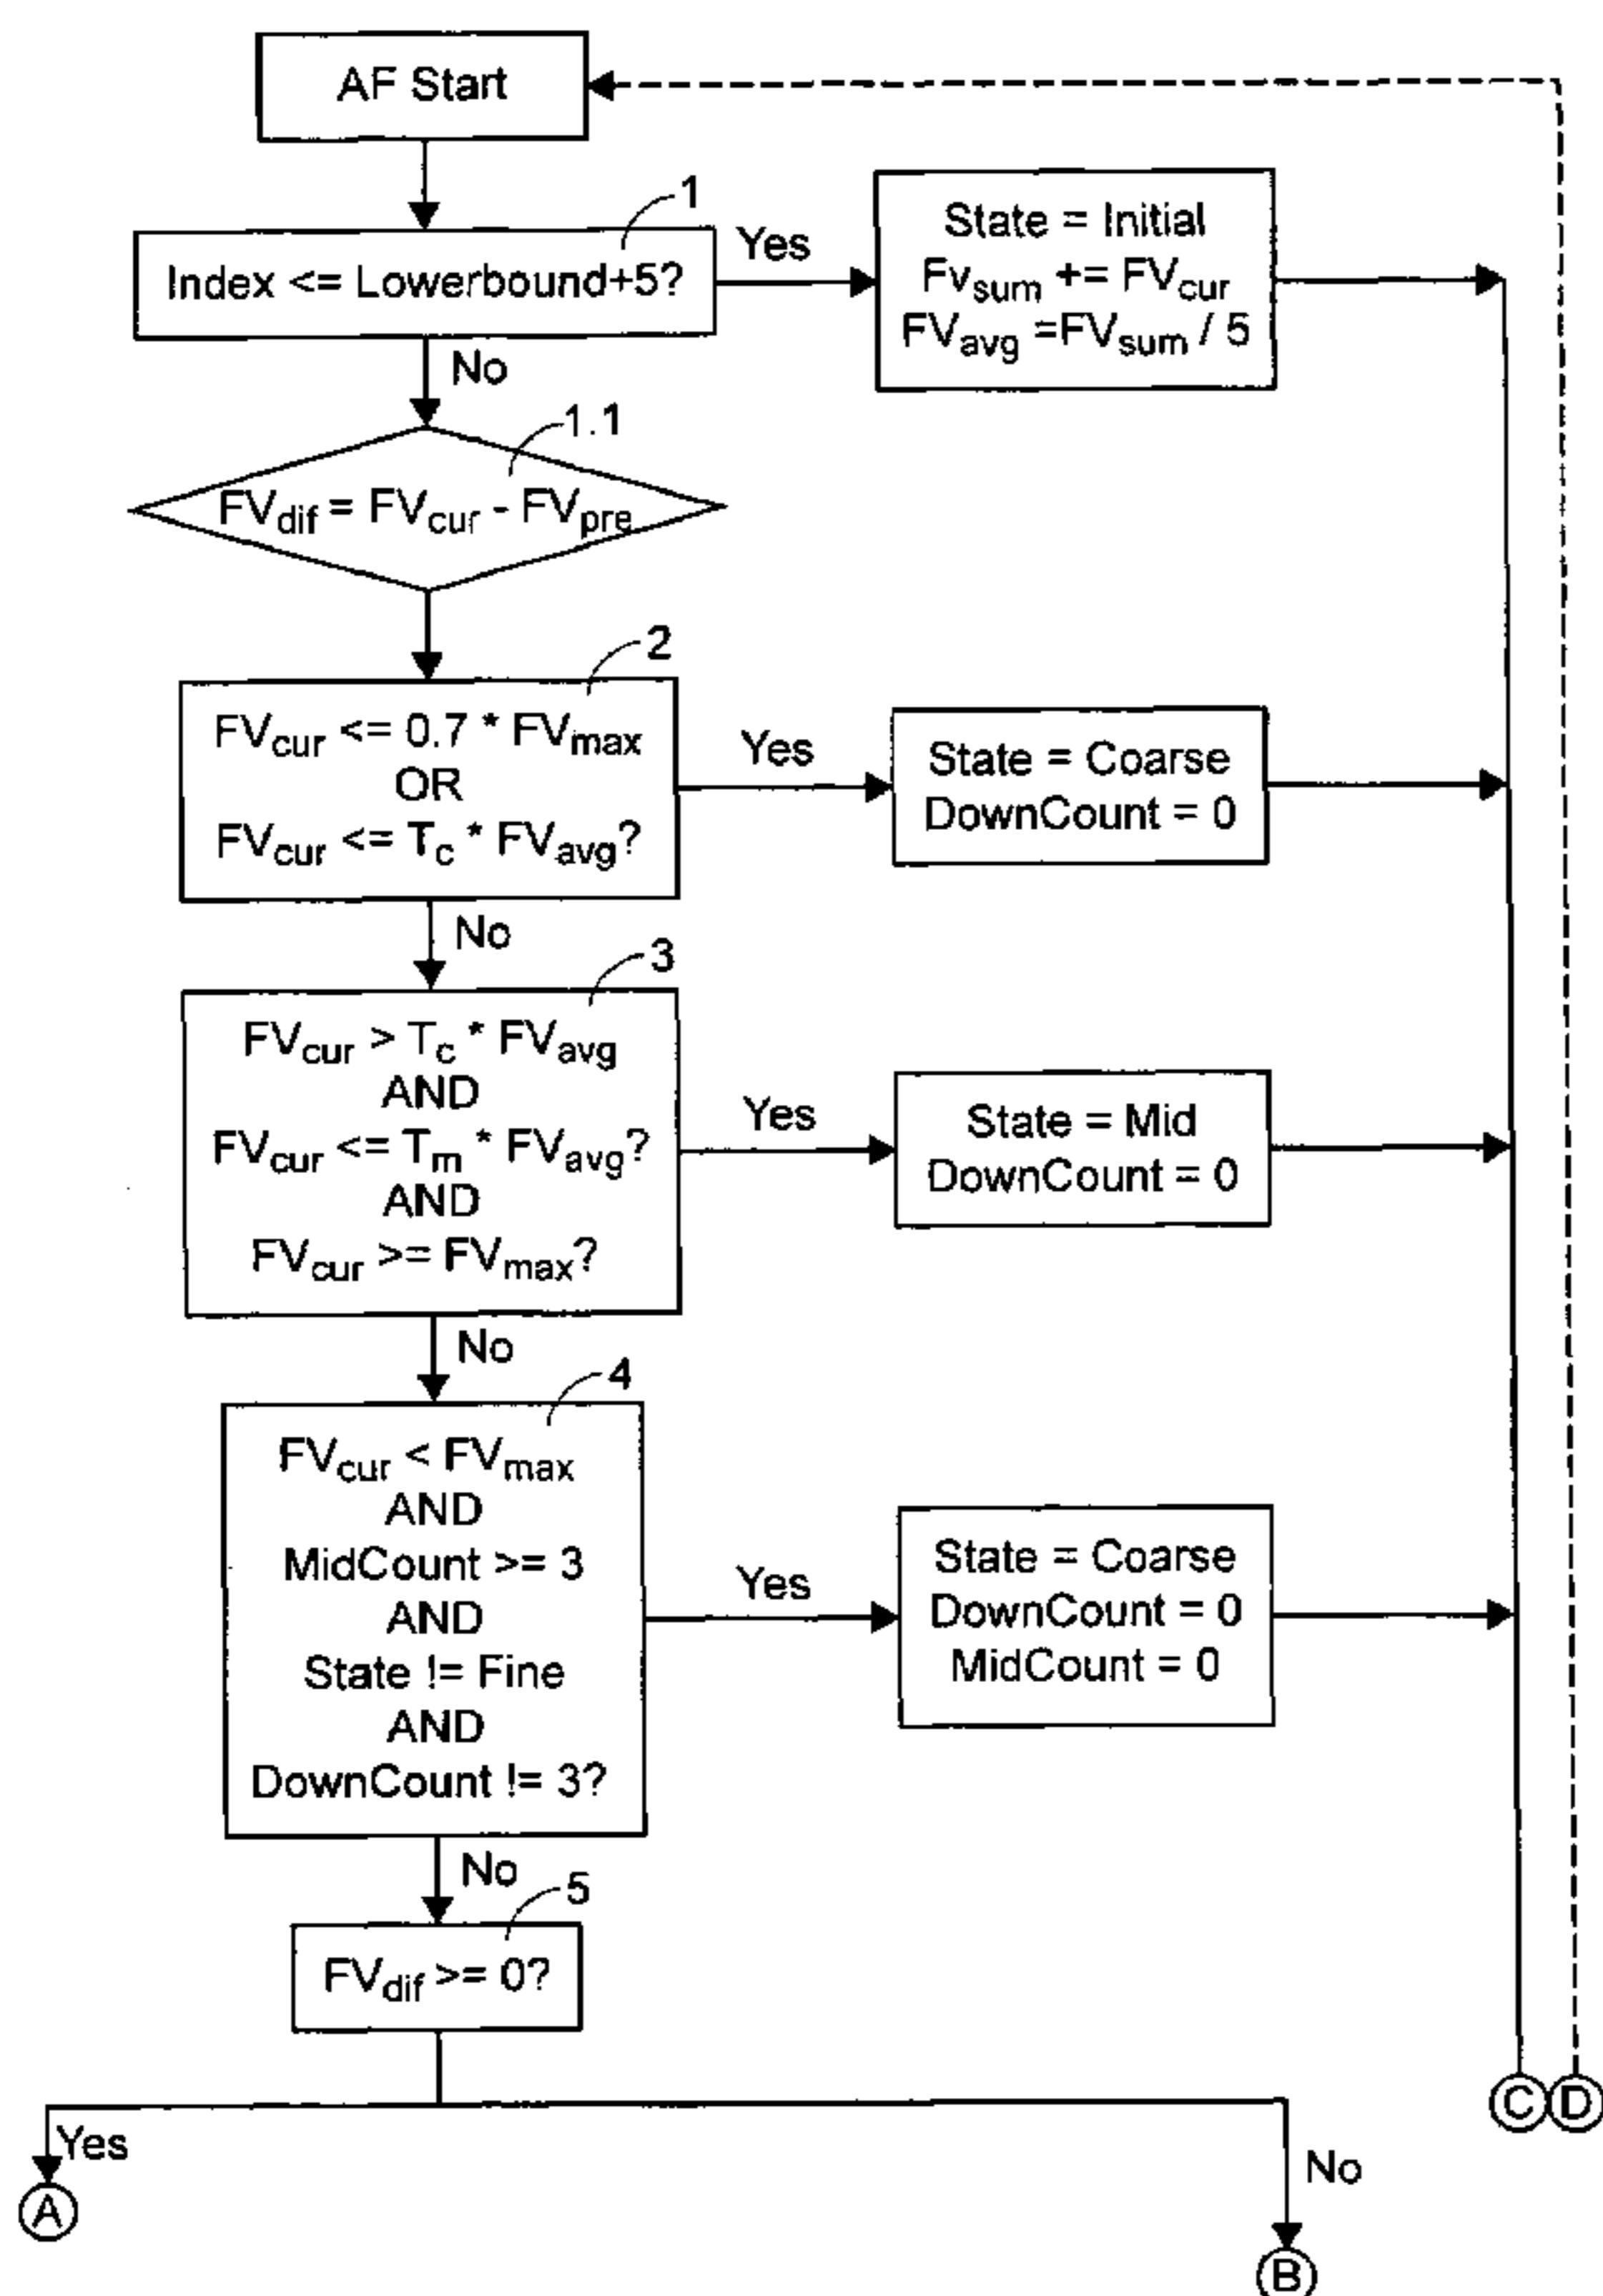 AF Start
1
Index <= Lowerbound+5?
Yes
State = Initial
Fvsum += FVcur
FVavg =FVsum / 5
No
1.1
FVdif = FVcur - FVpre
2
FVcur <= 0.7 * FVmax
OR
FVcur <= Tc * FVavg?
Yes
State = Coarse
DownCount = 0
No
3
FVcur > Tc * FVavg
AND
FVcur <= Tm * FVavg?
AND
FVcur >= FVmax?
Yes
State = Mid
DownCount = 0
No
4
FVcur < FVmax
AND
MidCount >= 3
AND
State != Fine
AND
DownCount != 3?
Yes
State = Coarse
DownCount = 0
MidCount = 0
No
5
FVdif >= 0?
C
D
Yes
No
A
B